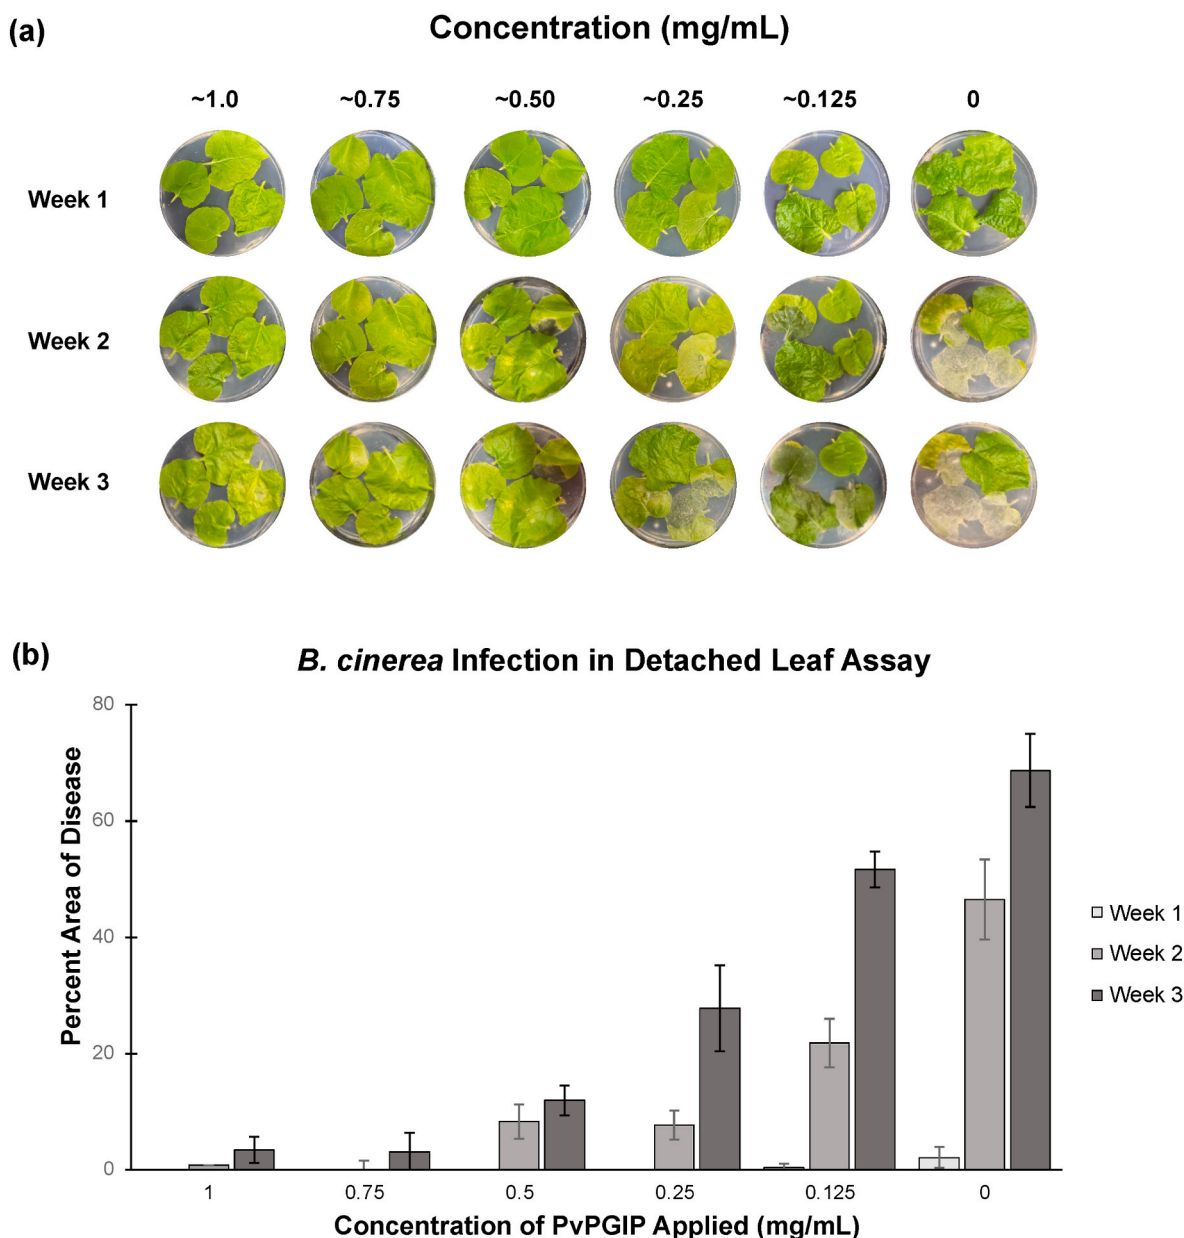 (a)
Concentration (mg/mL)
~1.0 ~0.75 ~0.50 ~0.25 ~0.125 0
Week 1
Week 2
Week 3
(b)
B. cinerea Infection in Detached Leaf Assay
Percent Area of Disease
80
60
40
20
0
1 0.75 0.5 0.25 0.125 0
Concentration of PvPGIP Applied (mg/mL)
Week 1
Week 2
Week 3